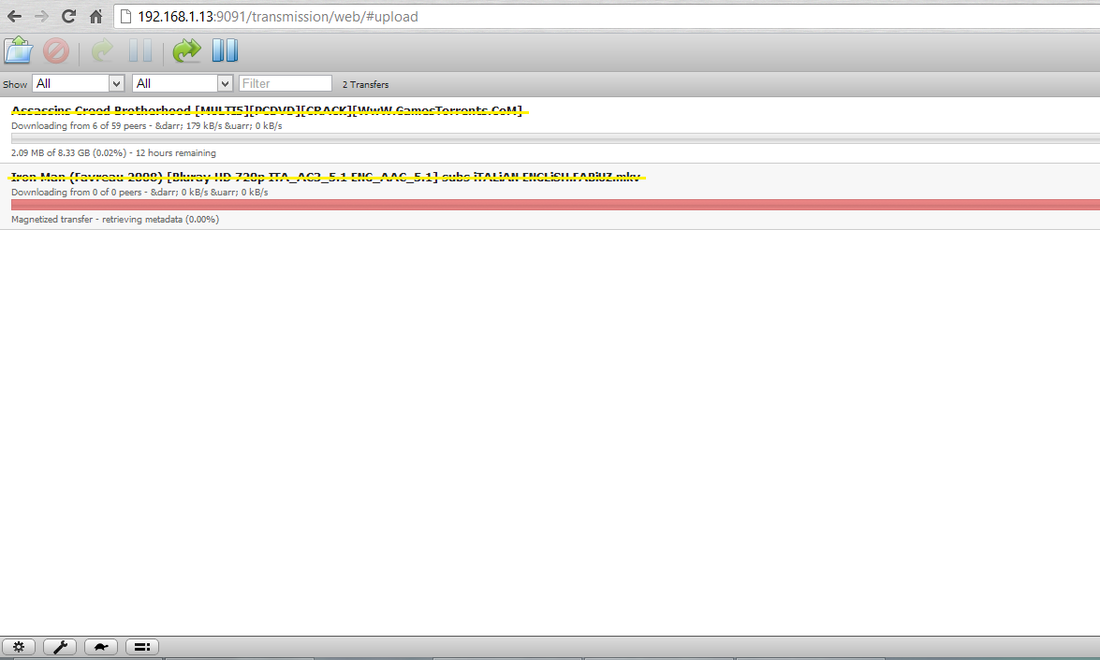 192.168.1.13:9091/transmission/web/#upload
Show All All Filter 2 Transfers
Assassins Creed Brotherhood [MULTI5][PCDVD][CRACK][WwW.GamesTorrents.CoM]
Downloading from 6 of 59 peers - &darr; 179 kB/s &uarr; 0 kB/s
2.09 MB of 8.33 GB (0.02%) - 12 hours remaining
Iron Man (Favreau 2008) [Bluray HD 720p ITA_AC3_5.1 ENG_AAC_5.1] subs iTALiAN ENGLiSH.FABiUZ.mkv
Downloading from 0 of 0 peers - &darr; 0 kB/s &uarr; 0 kB/s
Magnetized transfer - retrieving metadata (0.00%)